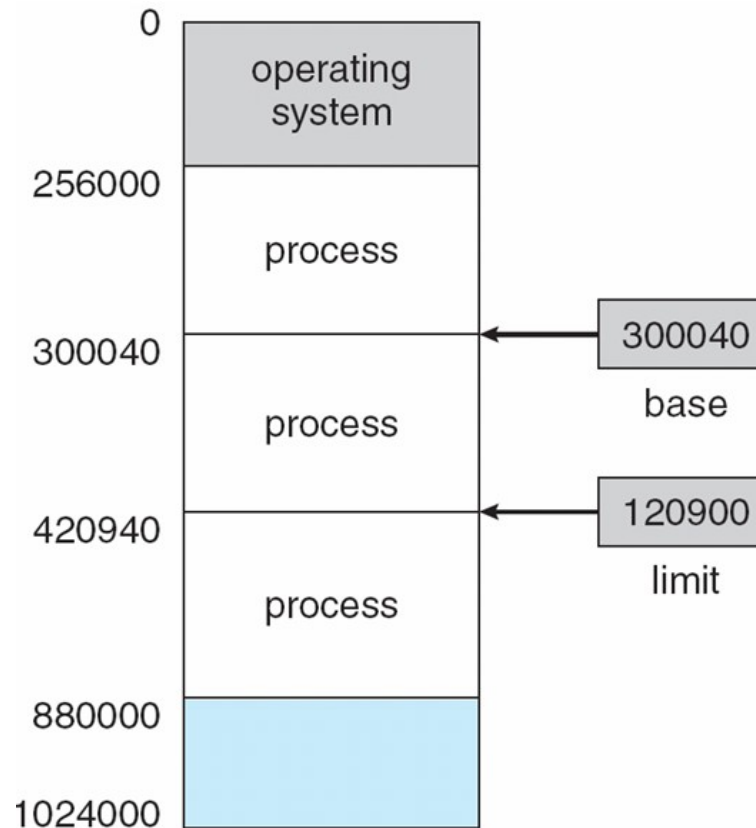 0
operating
system
256000
process
300040
300040
base
process
420940
120900
limit
process
880000
1024000